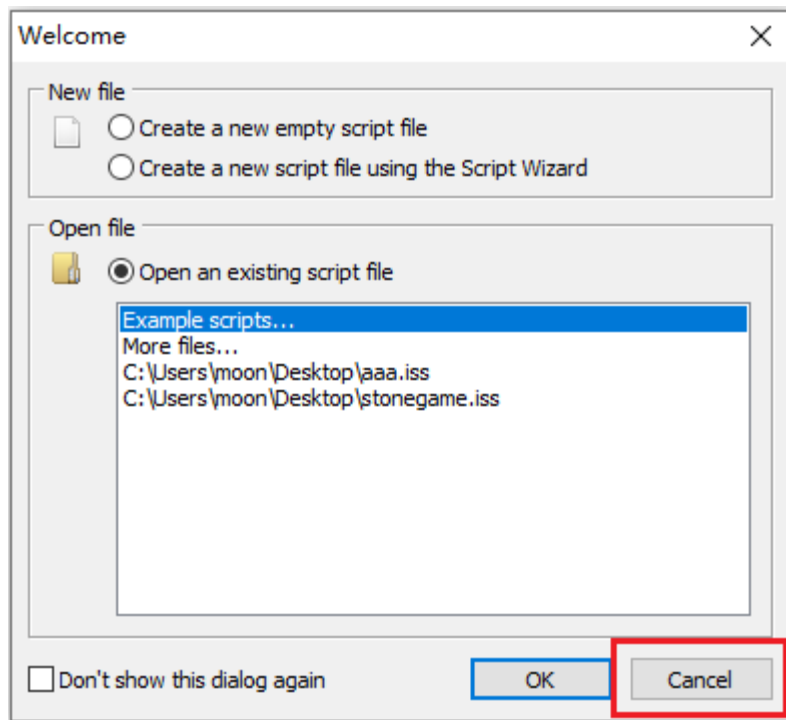 Welcome
New file
Create a new empty script file
Create a new script file using the Script Wizard
Open file
Open an existing script file
Example scripts...
More files...
C:\Users\moon\Desktop\aaa.iss
C:\Users\moon\Desktop\stonegame.iss
Don't show this dialog again
OK
Cancel